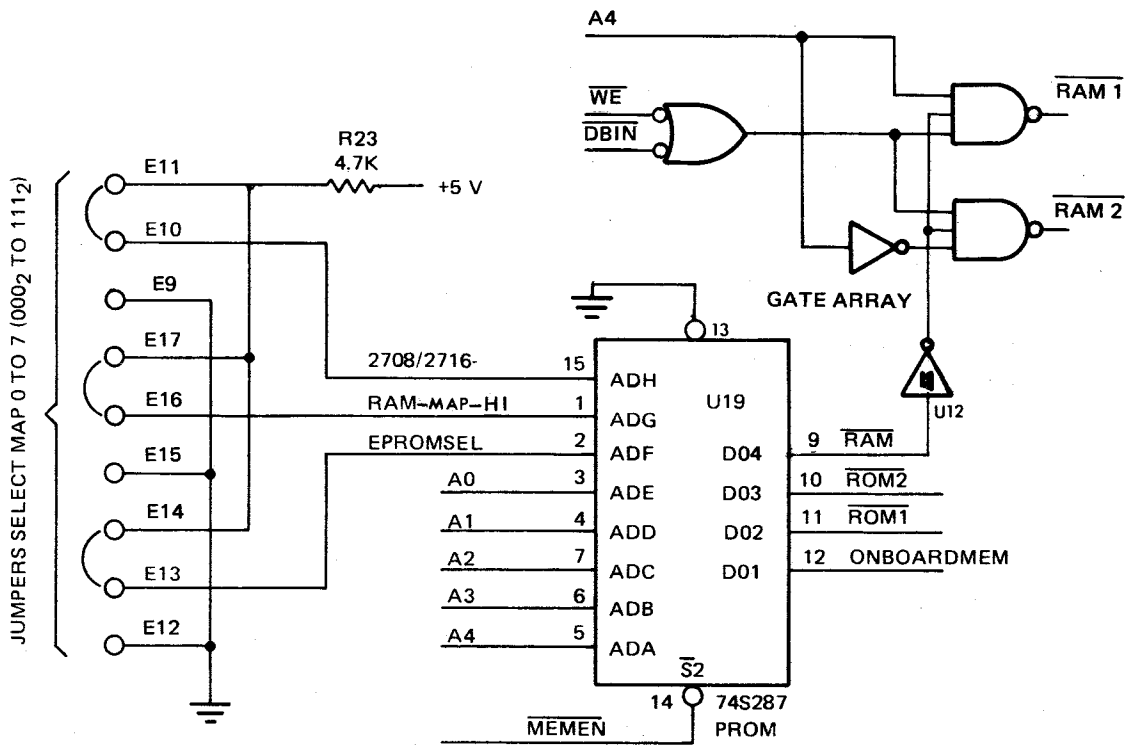 A4
WE
DBIN
RAM 1
RAM 2
GATE ARRAY
R23
4.7K
+5 V
E11
E10
E9
E17
E16
E15
E14
E13
E12
JUMPERS SELECT MAP 0 TO 7 (000₂ TO 111₂)
2708/2716-
RAM-MAP-HI
EPROMSEL
A0
A1
A2
A3
A4
MEMEN
15
1
2
3
4
7
6
5
14
13
ADH
ADG
ADF
ADE
ADD
ADC
ADB
ADA
U19
D04
D03
D02
D01
S2
74S287
PROM
9 RAM
10 ROM2
11 ROM1
12 ONBOARDMEM
U12